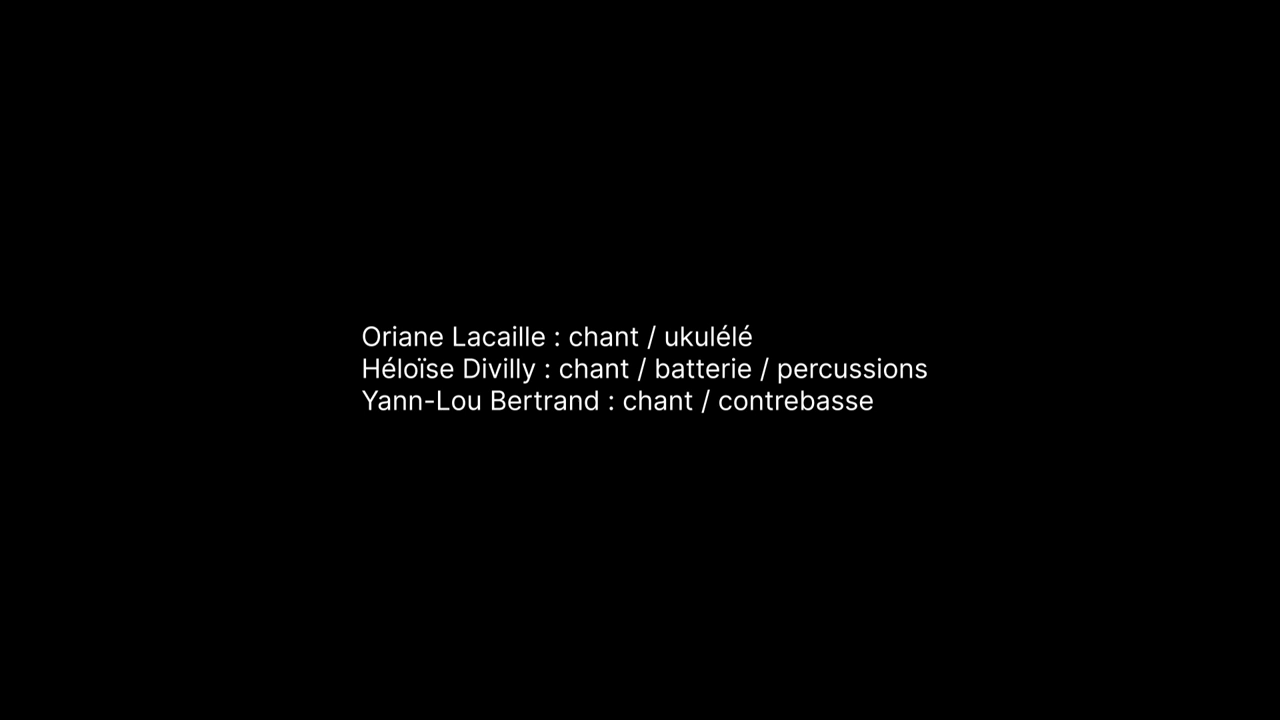 Oriane Lacaille : chant / ukulélé
Héloïse Divilly : chant / batterie / percussions
Yann-Lou Bertrand : chant / contrebasse